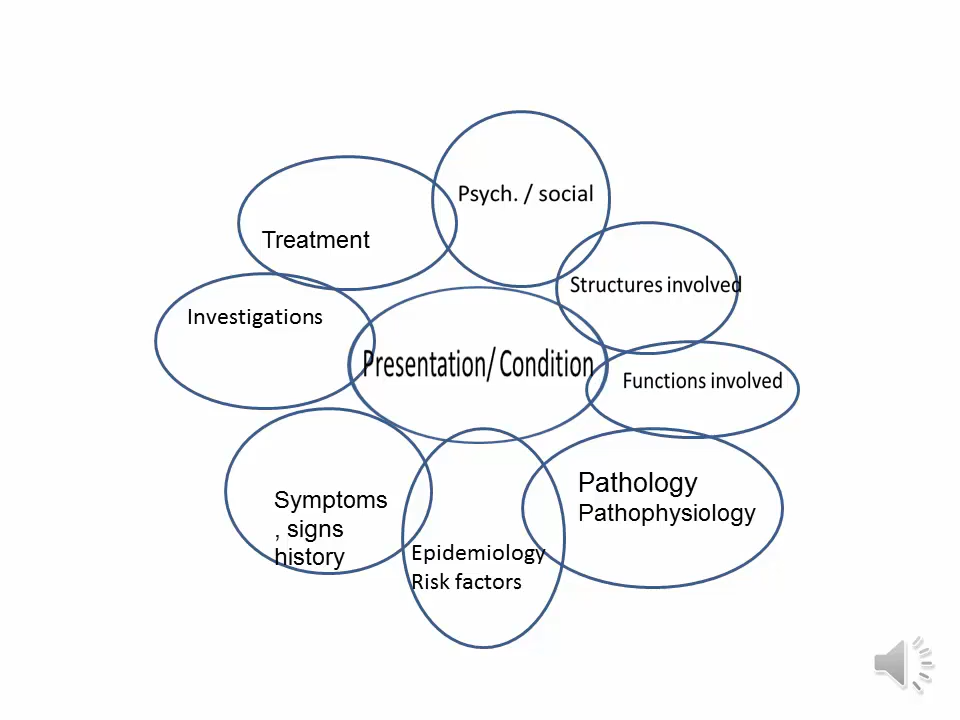 Psych. / social
Treatment
Structures involved
Investigations
Presentation/ Condition
Functions involved
Pathology
Pathophysiology
Symptoms
, signs
history
Epidemiology
Risk factors